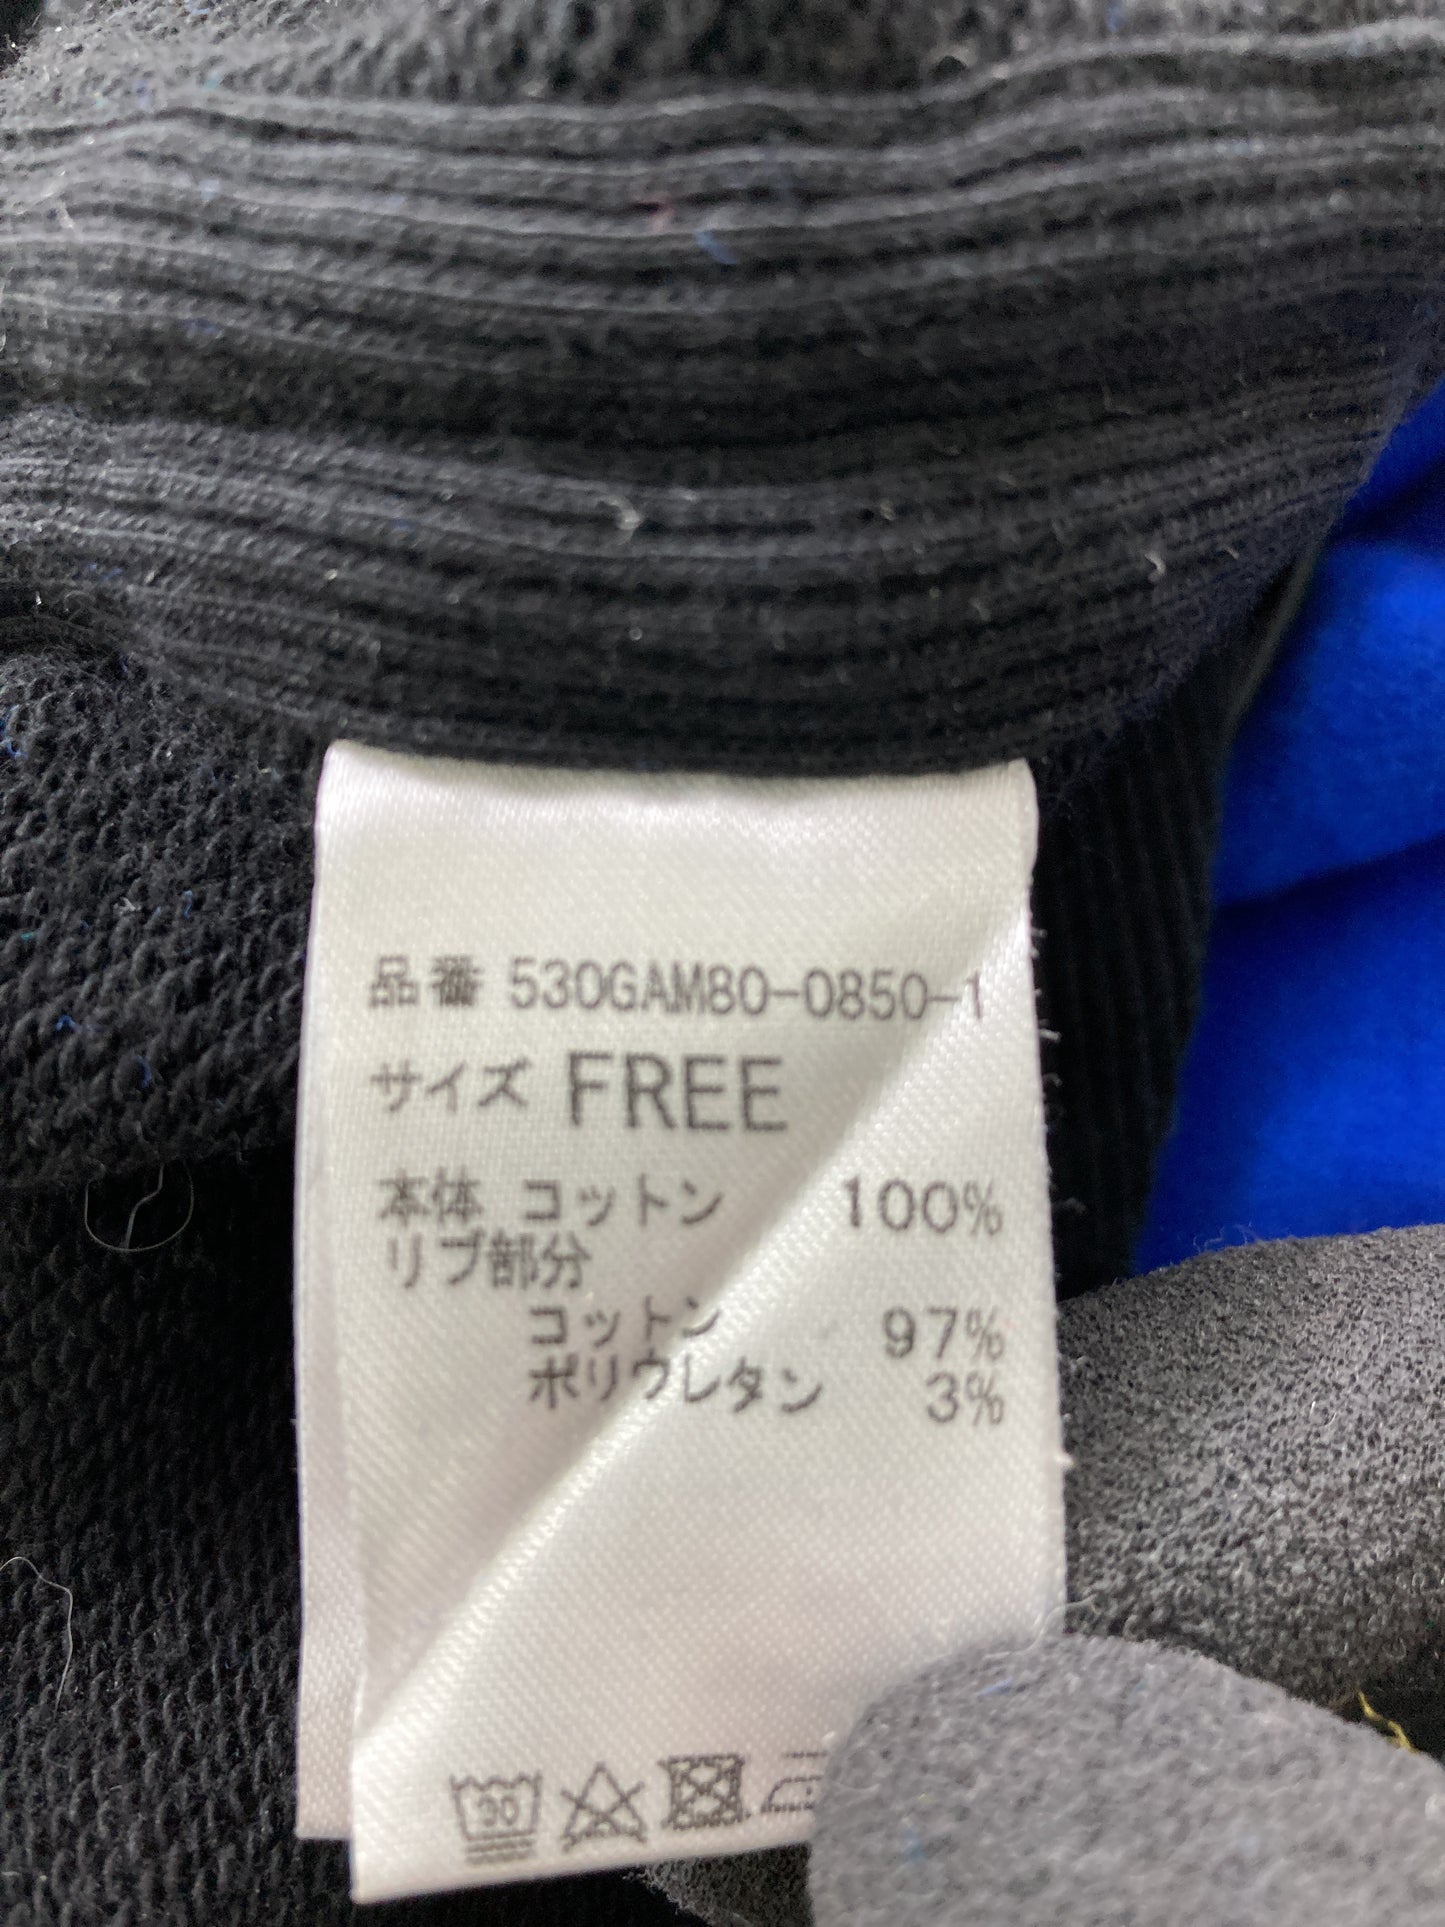 品番 530GAM80-0850-1
サイズ FREE
本体 コットン 100%
リブ部分
コットン 97%
ポリウレタン 3%
30